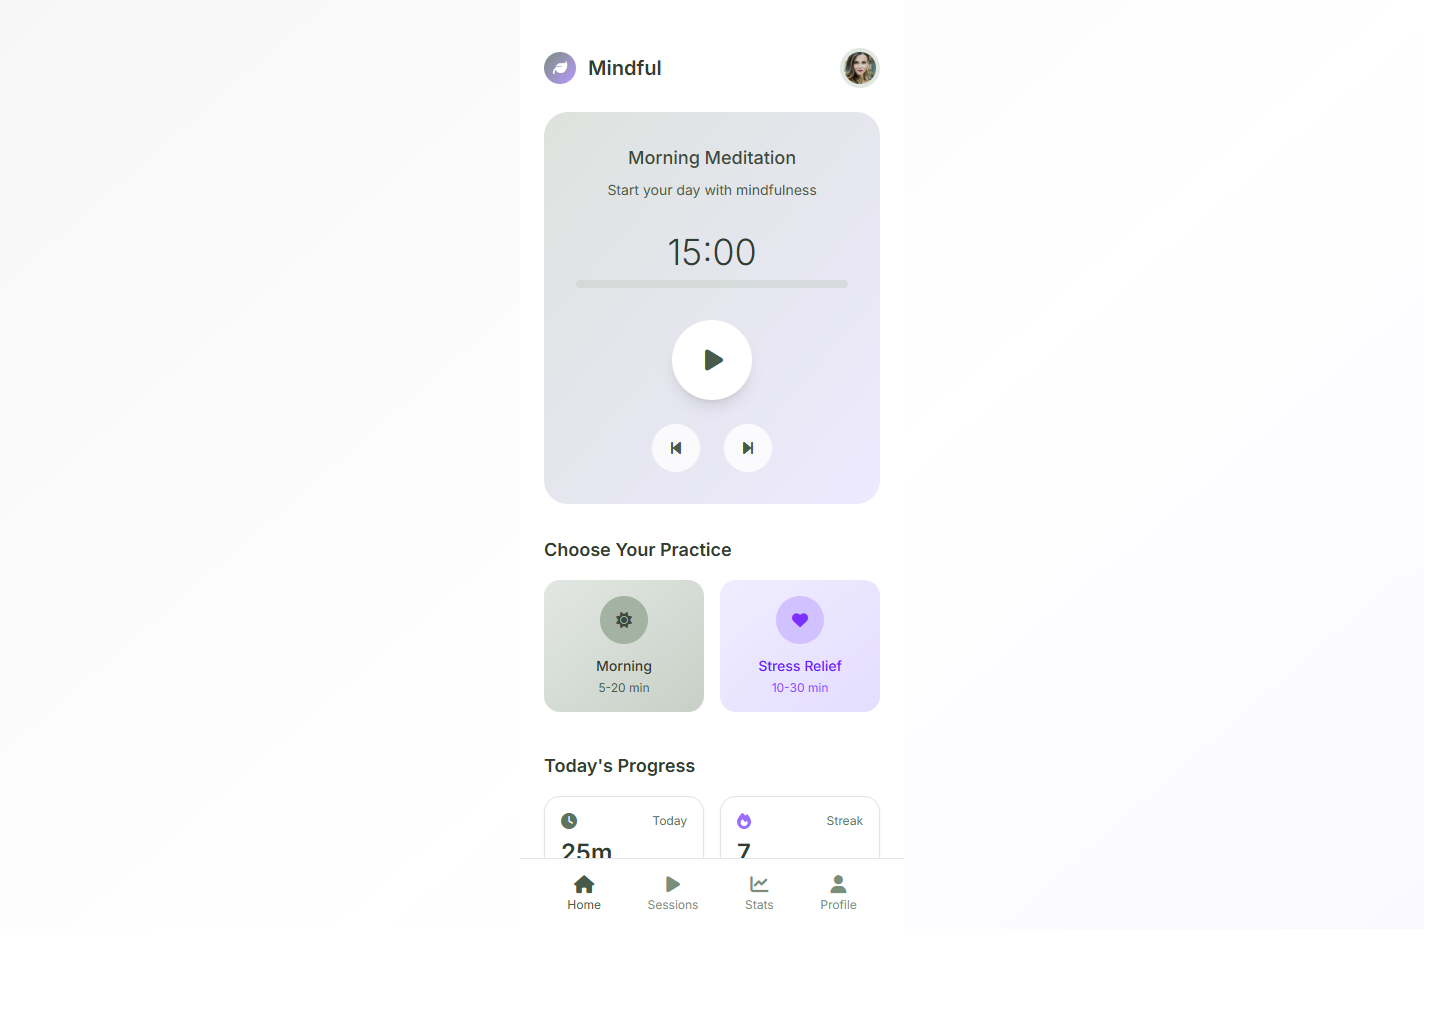 Mindful
Morning Meditation
Start your day with mindfulness
15:00
Choose Your Practice
Morning
5-20 min
Stress Relief
10-30 min
Today's Progress
Today
25m
Streak
7
Home
Sessions
Stats
Profile